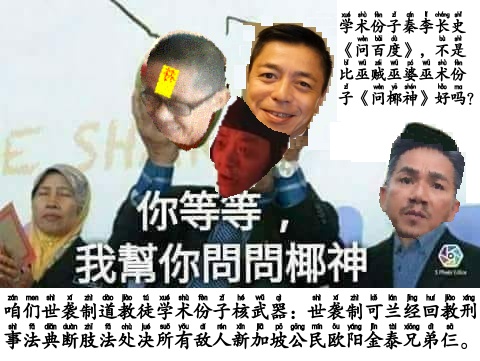 学术份子秦李长史
《问百度》，不是
比巫贼巫婆巫术份
子《问椰神》好吗？
E SHA
你等等，
我幫你問問椰神
咱们世袭制道教徒学术份子核武器：世袭制可兰经回教刑
事法典断肢法处决所有敌人新加坡公民欧阳金泰兄弟仨。